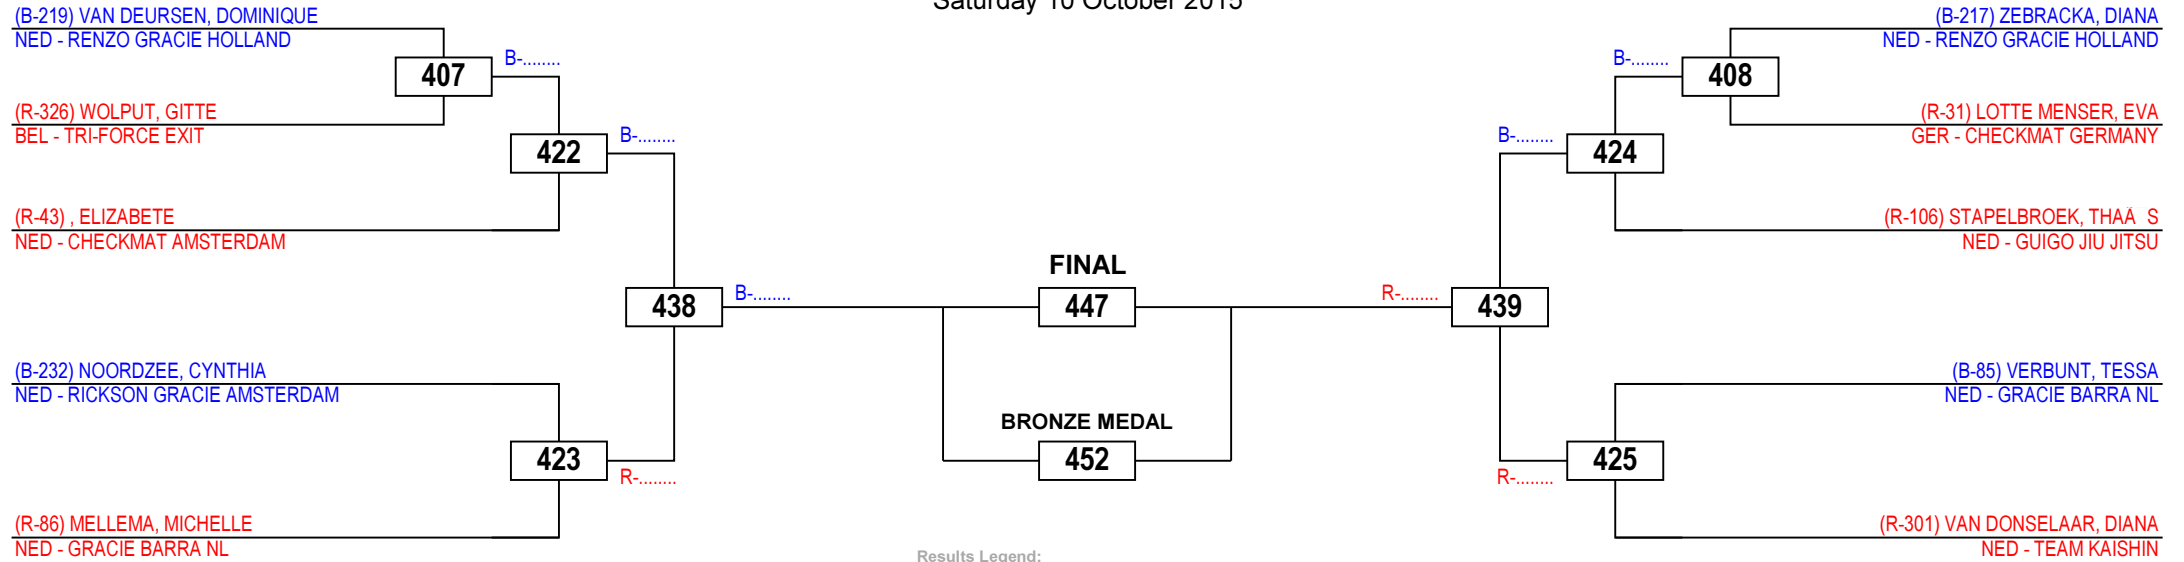 Saturday 10 October 2015
(B-219) VAN DEURSEN, DOMINIQUE
NED - RENZO GRACIE HOLLAND
407
B-........
(R-326) WOLPUT, GITTE
BEL - TRI-FORCE EXIT
422
B-........
(R-43) , ELIZABETE
NED - CHECKMAT AMSTERDAM
438
B-........
(B-232) NOORDZEE, CYNTHIA
NED - RICKSON GRACIE AMSTERDAM
423
R-........
(R-86) MELLEMA, MICHELLE
NED - GRACIE BARRA NL
FINAL
447
BRONZE MEDAL
452
(B-217) ZEBRACKA, DIANA
NED - RENZO GRACIE HOLLAND
B-........
408
(R-31) LOTTE MENSER, EVA
GER - CHECKMAT GERMANY
B-........
424
(R-106) STAPELBROEK, THAÃ S
NED - GUIGO JIU JITSU
R-........
439
(B-85) VERBUNT, TESSA
NED - GRACIE BARRA NL
R-........
425
(R-301) VAN DONSELAAR, DIANA
NED - TEAM KAISHIN
Results Legend: